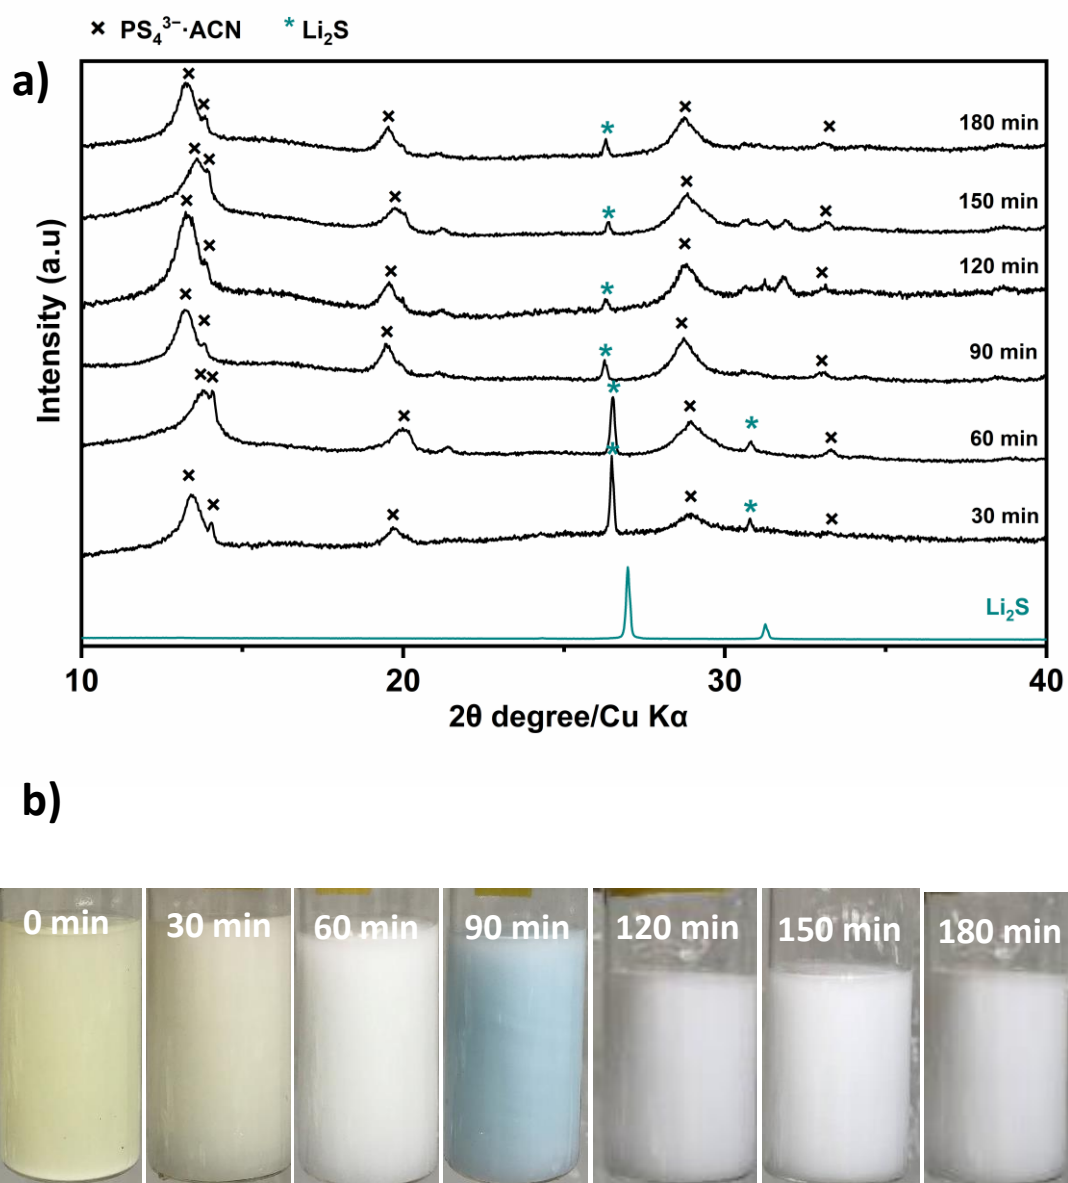 × PS₄³⁻·ACN * Li₂S
a)
180 min
150 min
120 min
90 min
60 min
30 min
Li₂S
Intensity (a.u)
10 20 30 40
2θ degree/Cu Kα
b)
0 min 30 min 60 min 90 min 120 min 150 min 180 min